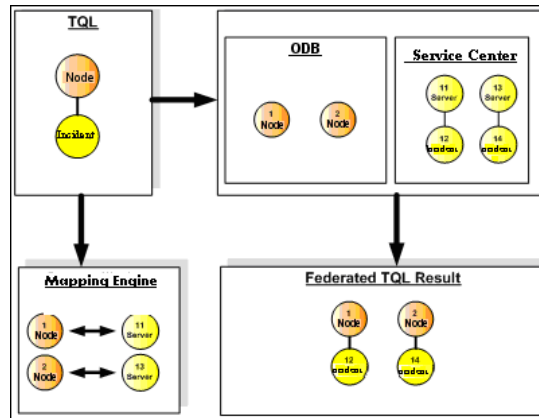 TQL
Node
Incident
ODB
1
Node
2
Node
Service Center
11
Server
13
Server
12
14
Mapping Engine
1
Node
11
Server
2
Node
13
Server
Federated TQL Result
1
Node
2
Node
12
14